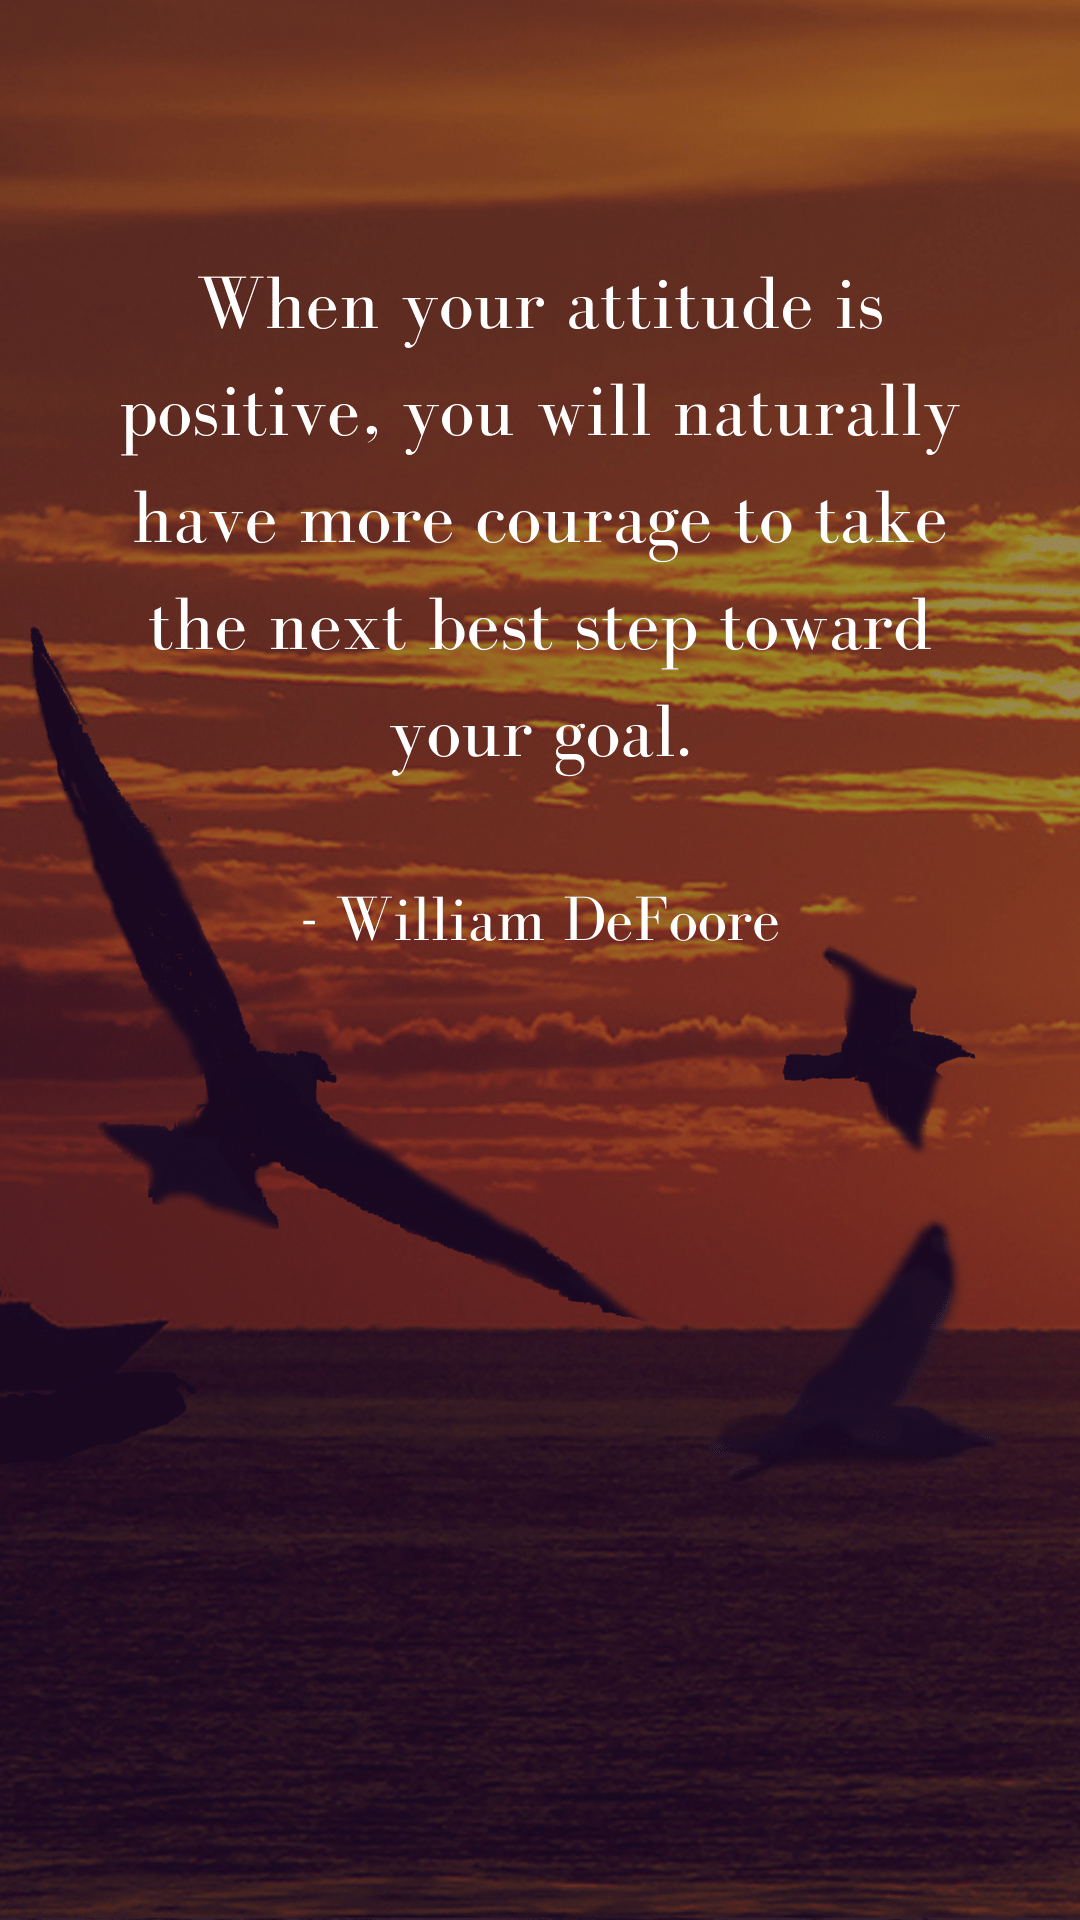 When your attitude is
positive, you will naturally
have more courage to take
the next best step toward
your goal.
- William DeFoore